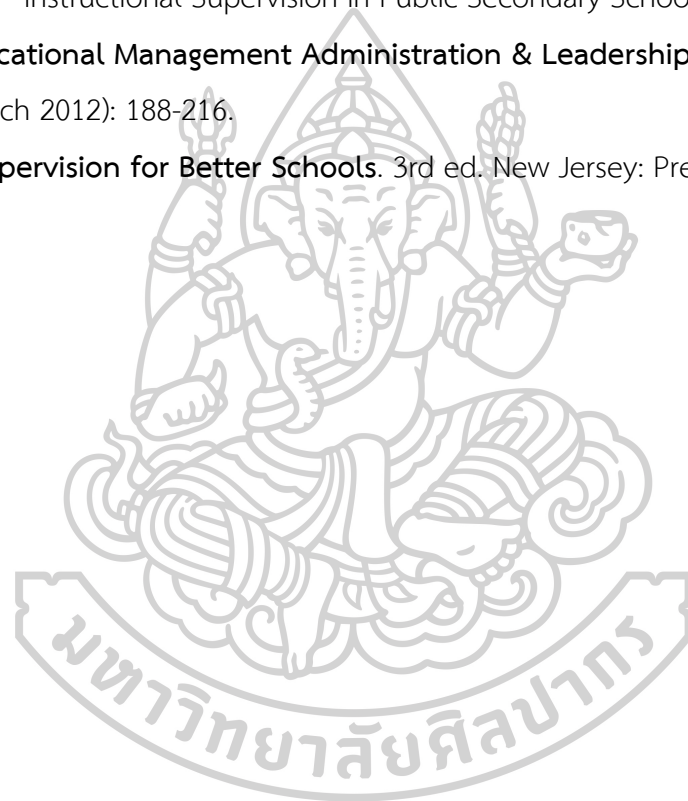 Instructional Supervision in Public Secondary Schoo
cational Management Administration & Leadership
ch 2012): 188-216.
pervision for Better Schools. 3rd ed. New Jersey: Pre
มหาวิทยาลัยศิลปากร